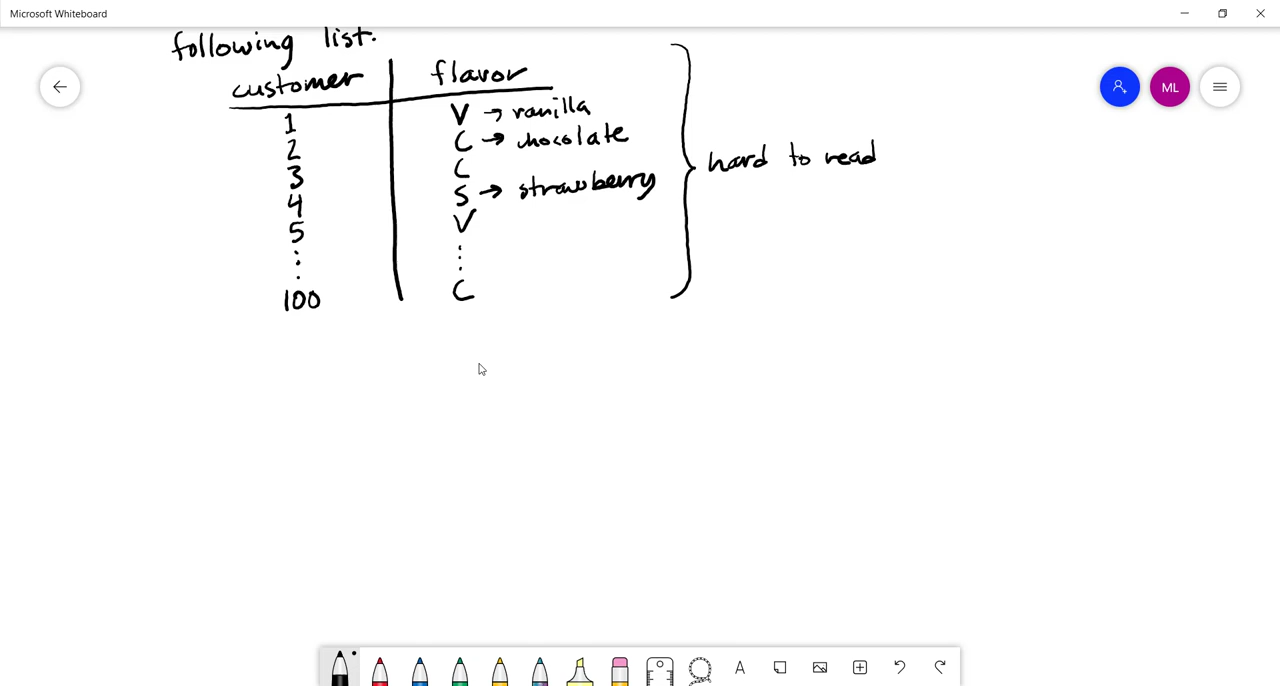 Microsoft Whiteboard
following list.
customer flavor
1 V → vanilla
2 C → chocolate
3 C
4 S → strawberry
5 V
⋮ ⋮
100 C
hard to read
ML
A